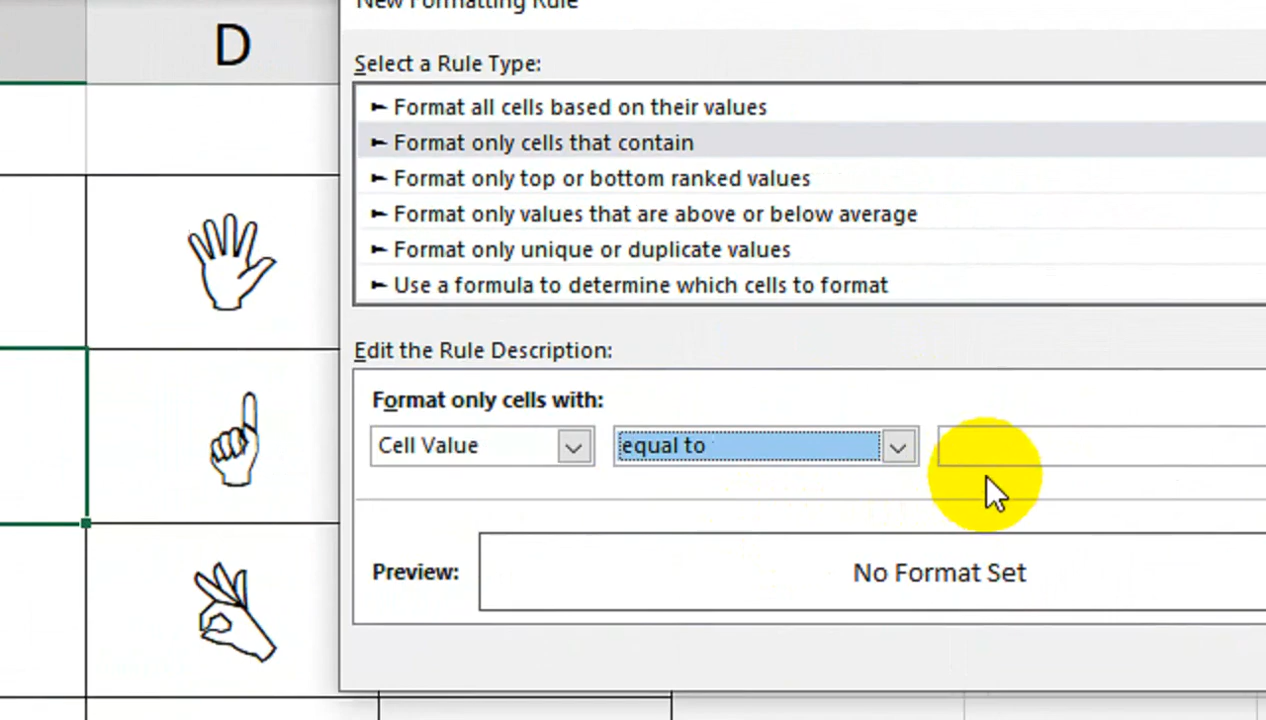 New Formatting Rule
D
Select a Rule Type:
► Format all cells based on their values
► Format only cells that contain
► Format only top or bottom ranked values
► Format only values that are above or below average
► Format only unique or duplicate values
► Use a formula to determine which cells to format
Edit the Rule Description:
Format only cells with:
Cell Value equal to
Preview: No Format Set